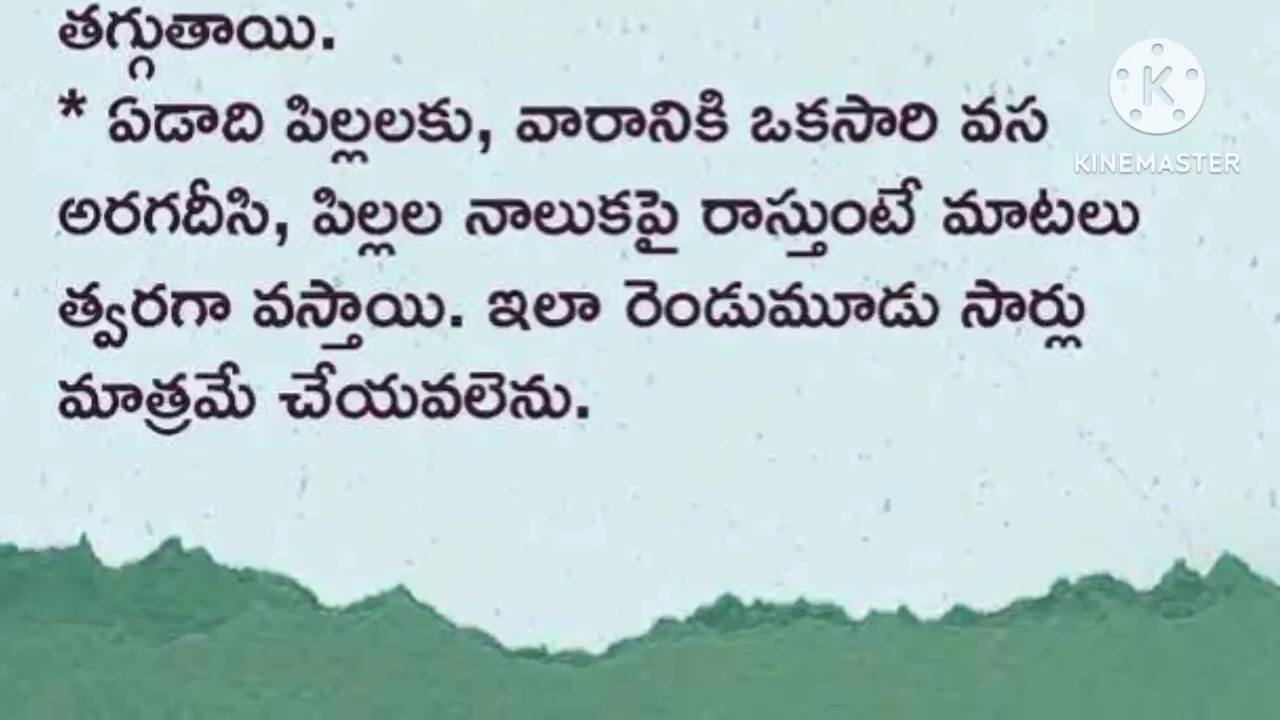 తగ్గుతాయి.
* ఏడాది పిల్లలకు, వారానికి ఒకసారి వస
అరగదీసి, పిల్లల నాలుకపై రాస్తుంటే మాటలు
త్వరగా వస్తాయి. ఇలా రెండుమూడు సార్లు
మాత్రమే చేయవలెను.
K
KINEMASTER